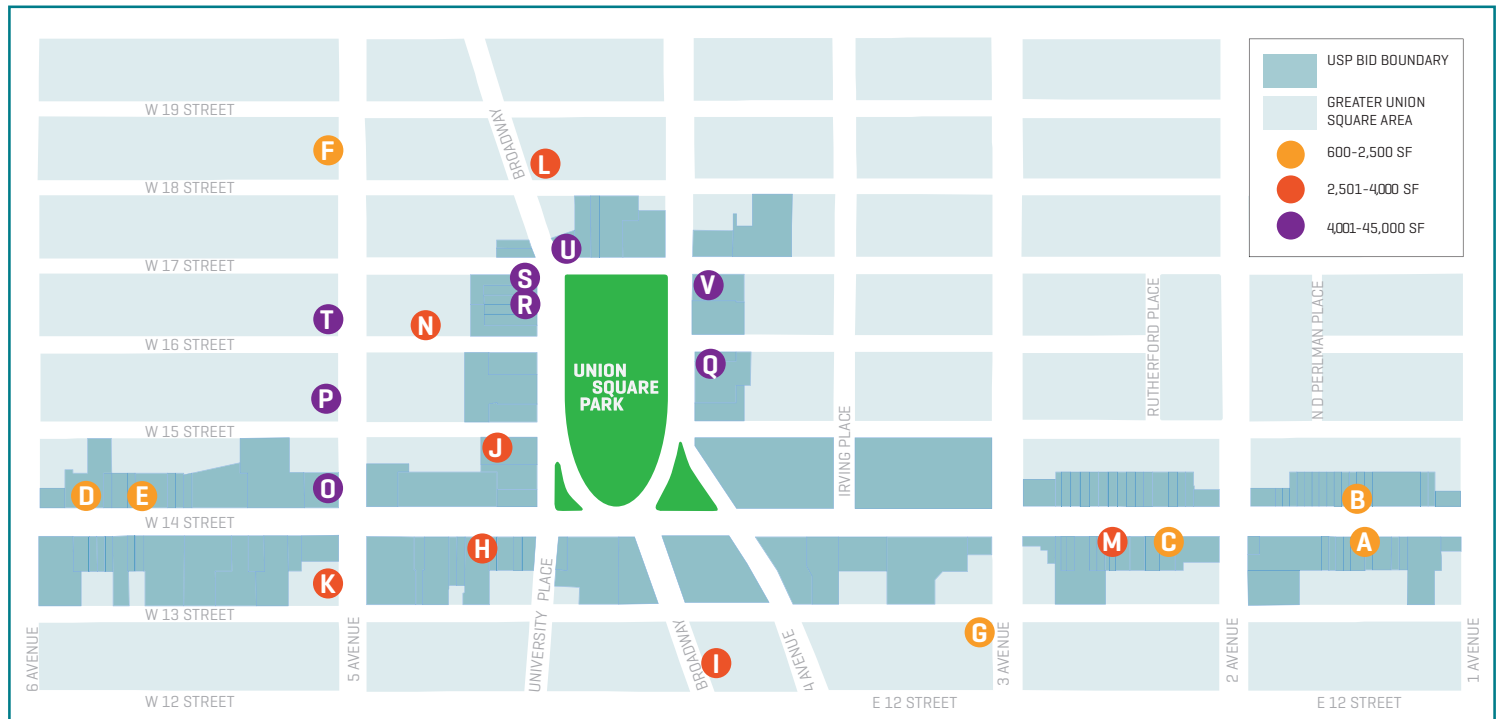 W 19 STREET
W 18 STREET
W 17 STREET
W 16 STREET
W 15 STREET
W 14 STREET
W 13 STREET
W 12 STREET
E 12 STREET
E 12 STREET
6 AVENUE
5 AVENUE
UNIVERSITY PLACE
BROADWAY
BROADWAY
4 AVENUE
3 AVENUE
2 AVENUE
1 AVENUE
IRVING PLACE
RUTHERFORD PLACE
N D PERLMAN PLACE
UNION
SQUARE
PARK
F
L
U
S
R
V
T
N
Q
P
J
D
E
O
B
H
M
C
A
K
G
I
USP BID BOUNDARY
GREATER UNION
SQUARE AREA
600-2,500 SF
2,501-4,000 SF
4,001-45,000 SF